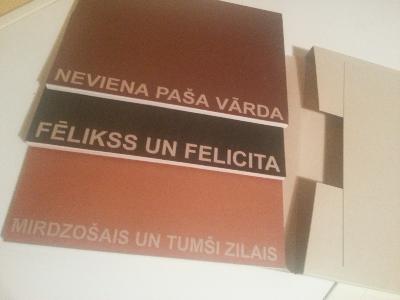 NEVIENA PAŠA VĀRDA
FĒLIKSS UN FELICITA
MIRDZOŠAIS UN TUMŠI ZILAIS